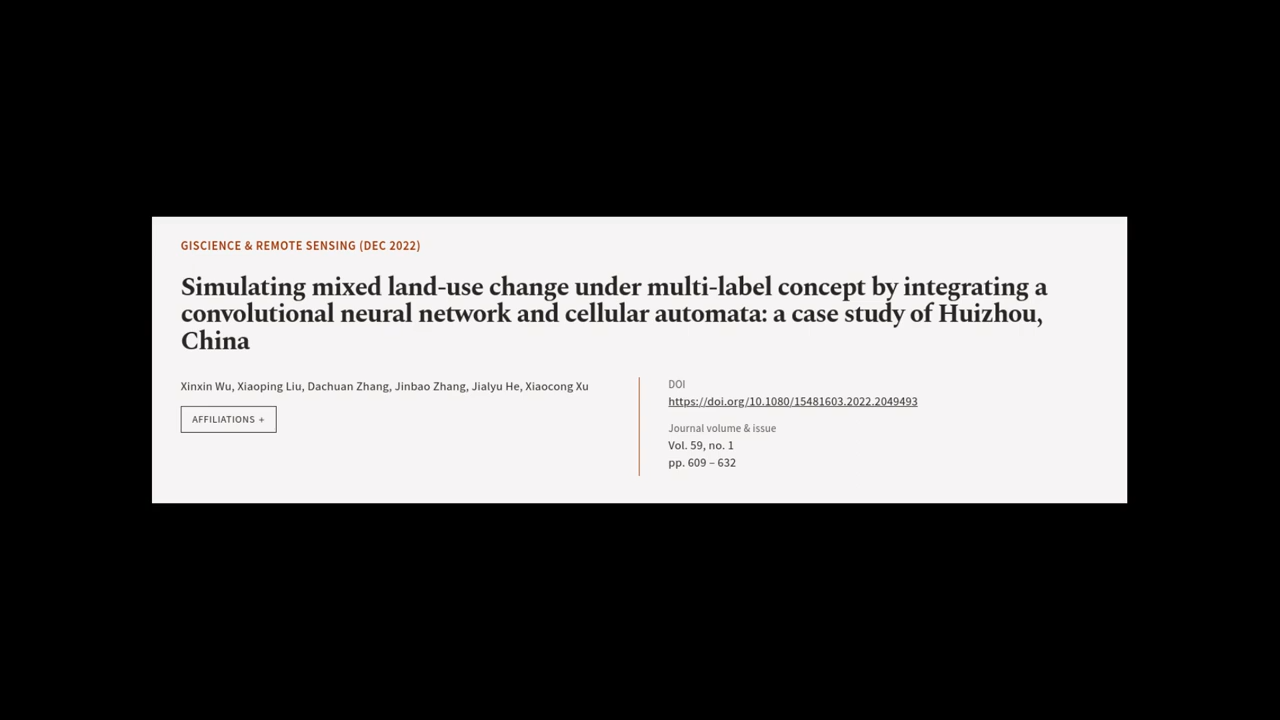 GISCIENCE & REMOTE SENSING (DEC 2022)
Simulating mixed land-use change under multi-label concept by integrating a
convolutional neural network and cellular automata: a case study of Huizhou,
China
Xinxin Wu, Xiaoping Liu, Dachuan Zhang, Jinbao Zhang, Jialyu He, Xiaocong Xu
AFFILIATIONS +
DOI
https://doi.org/10.1080/15481603.2022.2049493
Journal volume & issue
Vol. 59, no. 1
pp. 609 – 632